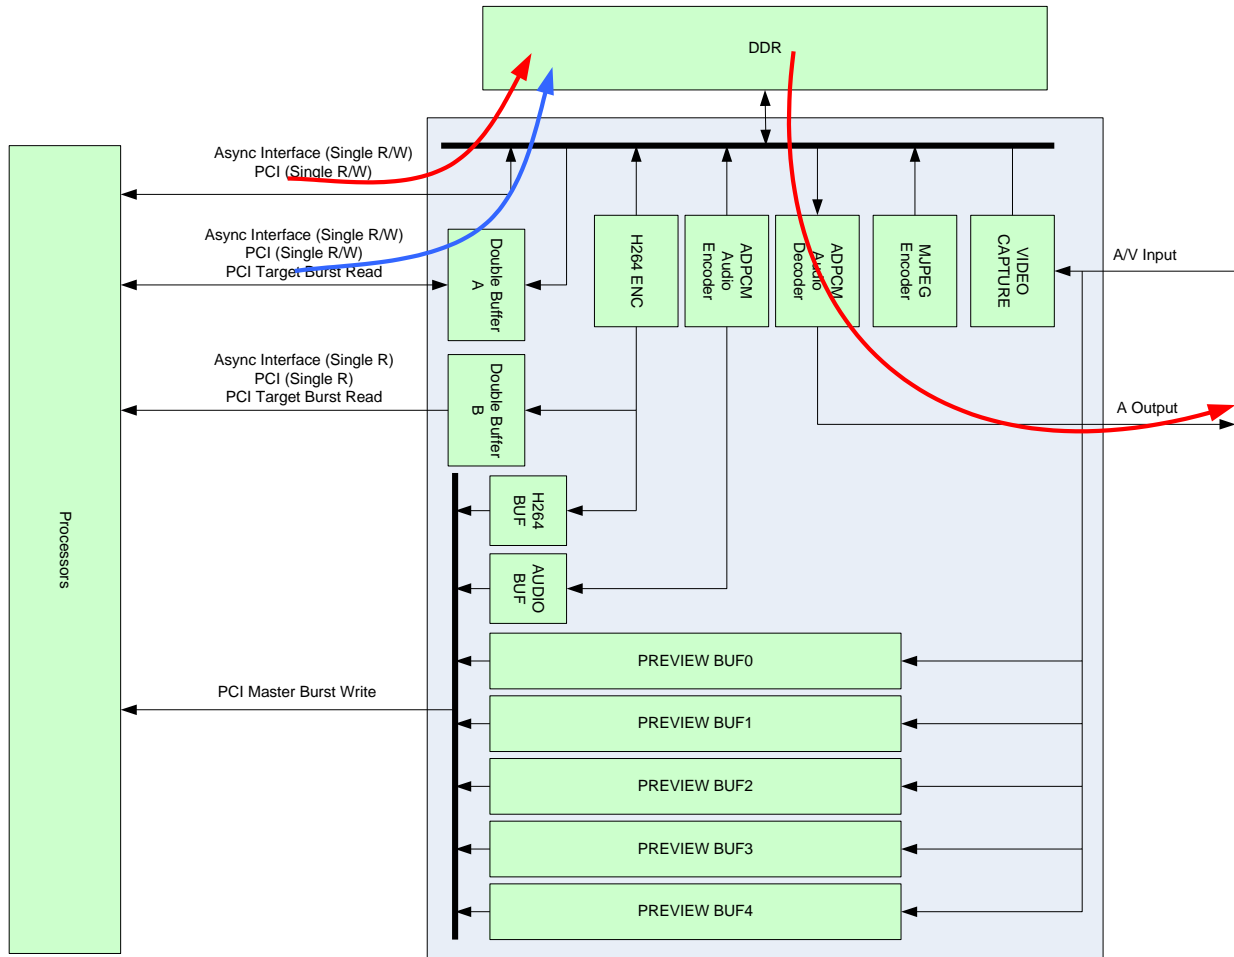 DDR
Async Interface (Single R/W)
PCI (Single R/W)
Async Interface (Single R/W)
PCI (Single R/W)
PCI Target Burst Read
Double Buffer
A
H264 ENC
ADPCM
Audio
Encoder
ADPCM
Audio
Decoder
MJPEG
Encoder
VIDEO
CAPTURE
A/V Input
Async Interface (Single R)
PCI (Single R)
PCI Target Burst Read
Double Buffer
B
A Output
Processors
H264
BUF
AUDIO
BUF
PREVIEW BUF0
PCI Master Burst Write
PREVIEW BUF1
PREVIEW BUF2
PREVIEW BUF3
PREVIEW BUF4